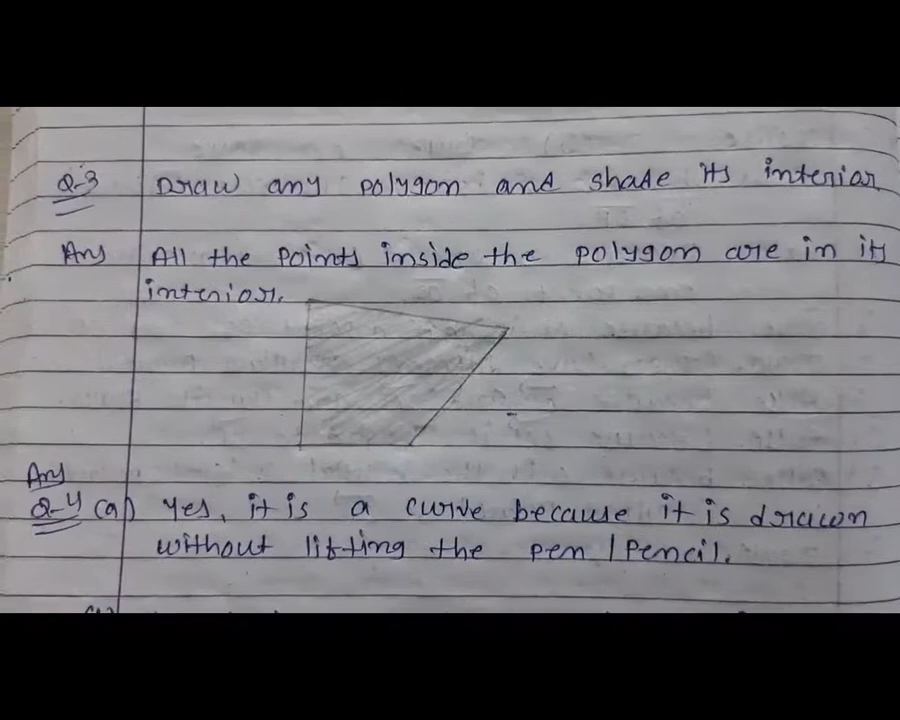 Q-3 Draw any polygon and shade its interior
Ans All the points inside the polygon are in its
interior.
Ans
Q-4 (a) Yes, it is a curve because it is drawn
without lifting the pen / pencil.